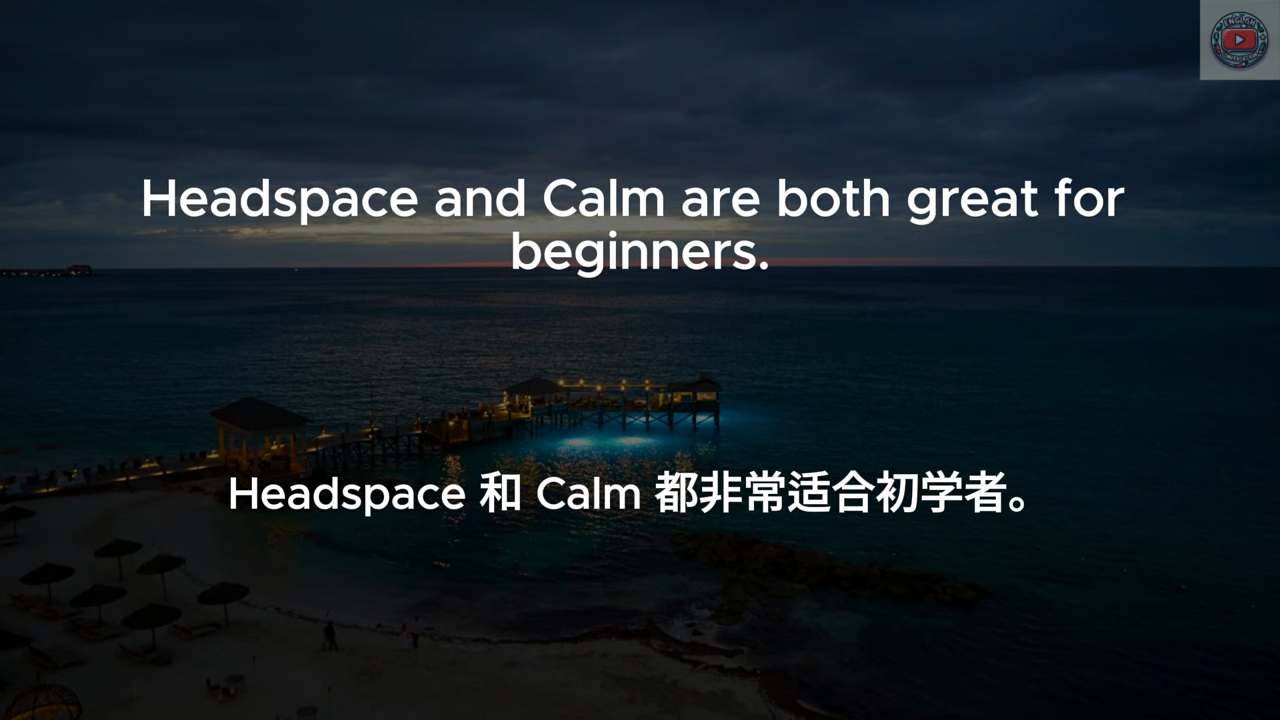 Headspace and Calm are both great for
beginners.
Headspace 和 Calm 都非常适合初学者。
ENGLISH